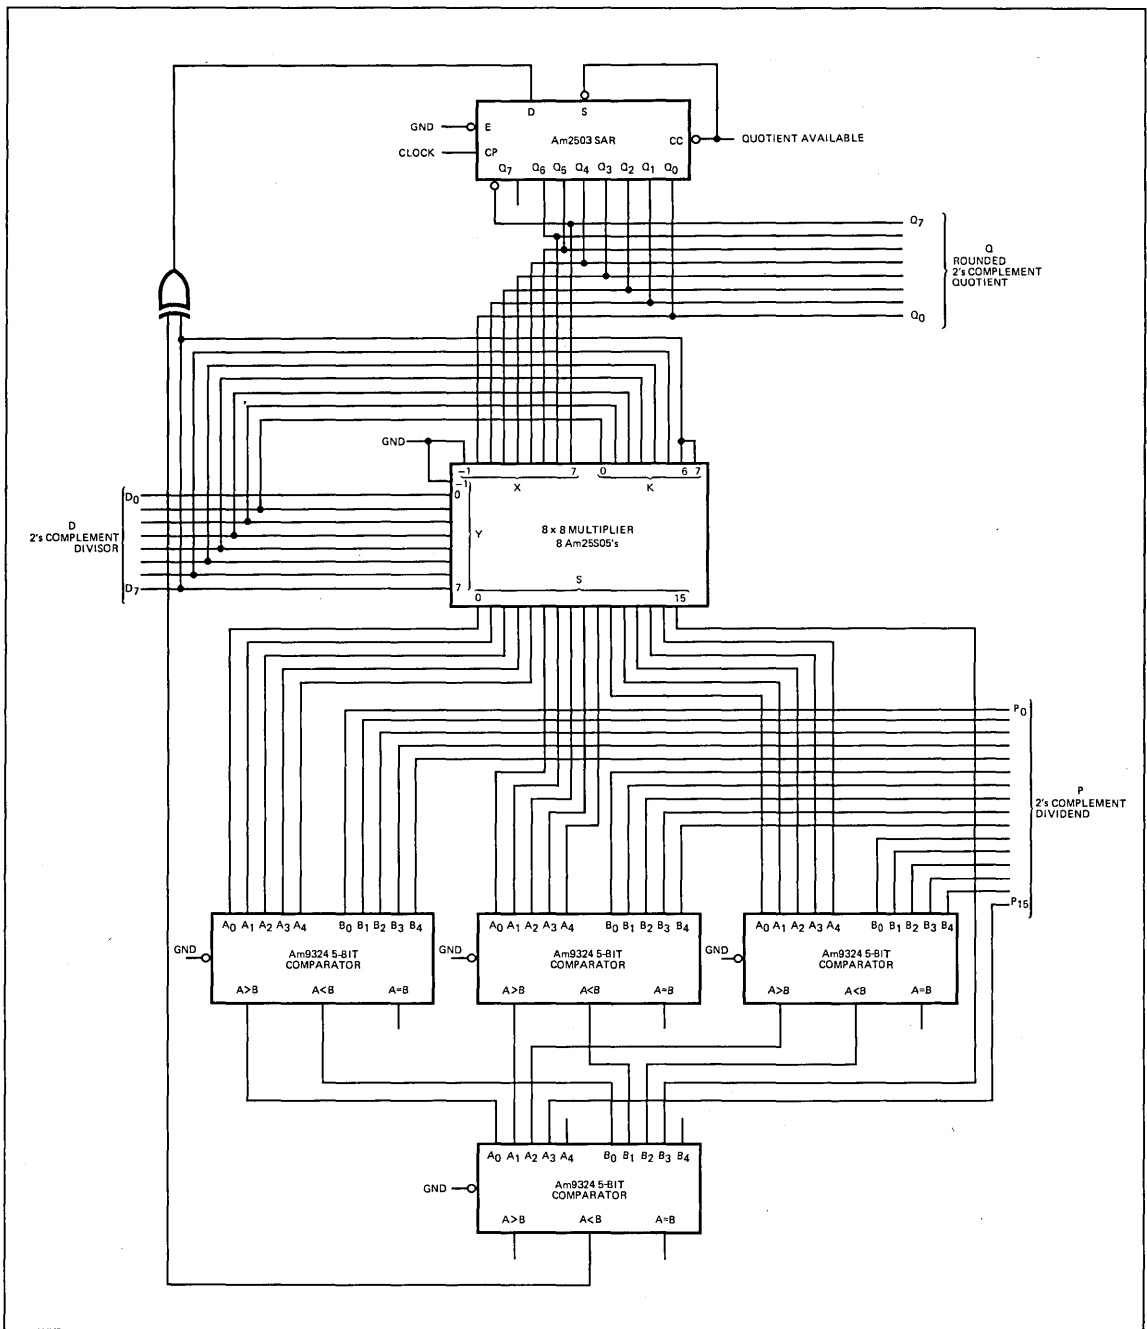 D S
GND E Am2503 SAR CC QUOTIENT AVAILABLE
CLOCK CP
Q7 Q6 Q5 Q4 Q3 Q2 Q1 Q0
Q7
Q
ROUNDED
2's COMPLEMENT
QUOTIENT
Q0
GND
-1 7 0 6 7
X K
-1
0
D0
D
2's COMPLEMENT
DIVISOR
D7
Y
8 x 8 MULTIPLIER
8 Am25S05's
S
7
0 15
P0
P
2's COMPLEMENT
DIVIDEND
P15
A0 A1 A2 A3 A4 B0 B1 B2 B3 B4
GND
Am9324 5-BIT
COMPARATOR
A>B A<B A=B
A0 A1 A2 A3 A4 B0 B1 B2 B3 B4
GND
Am9324 5-BIT
COMPARATOR
A>B A<B A=B
A0 A1 A2 A3 A4 B0 B1 B2 B3 B4
GND
Am9324 5-BIT
COMPARATOR
A>B A<B A=B
A0 A1 A2 A3 A4 B0 B1 B2 B3 B4
GND
Am9324 5-BIT
COMPARATOR
A>B A<B A=B